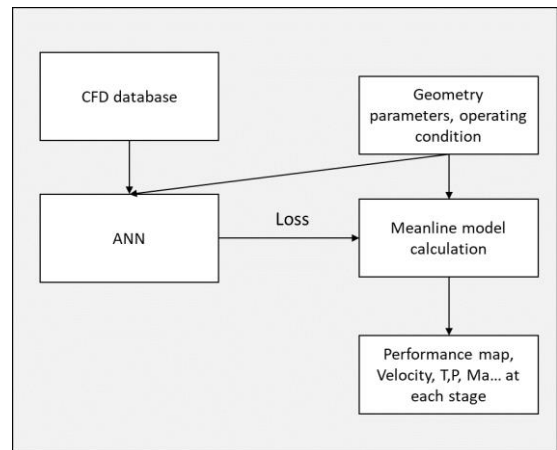 CFD database
Geometry
parameters, operating
condition
ANN
Loss
Meanline model
calculation
Performance map,
Velocity, T,P, Ma... at
each stage